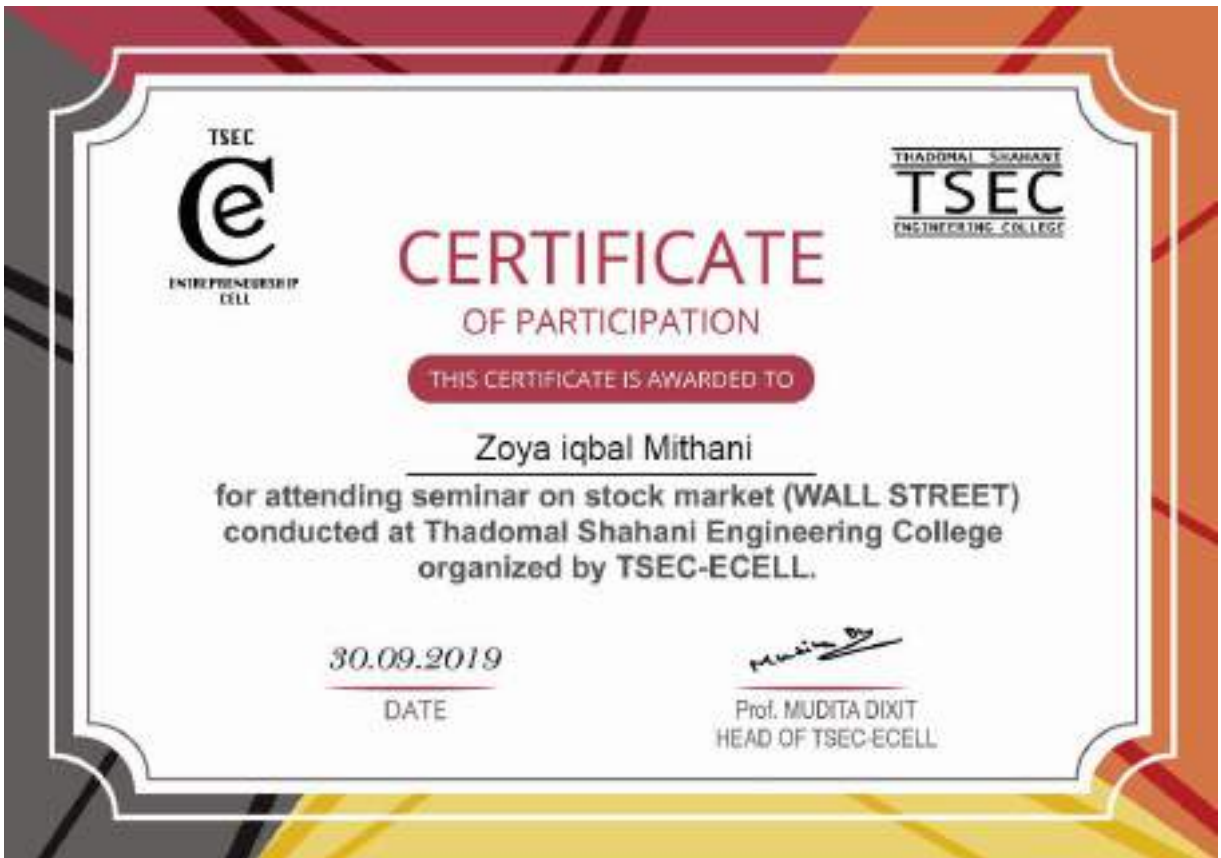 TSEC
ENTREPRENEURSHIP
CELL
THADOMAL SHAHANI
TSEC
ENGINEERING COLLEGE
CERTIFICATE
OF PARTICIPATION
THIS CERTIFICATE IS AWARDED TO
Zoya iqbal Mithani
for attending seminar on stock market (WALL STREET)
conducted at Thadomal Shahani Engineering College
organized by TSEC-ECELL.
30.09.2019
DATE
Prof. MUDITA DIXIT
HEAD OF TSEC-ECELL